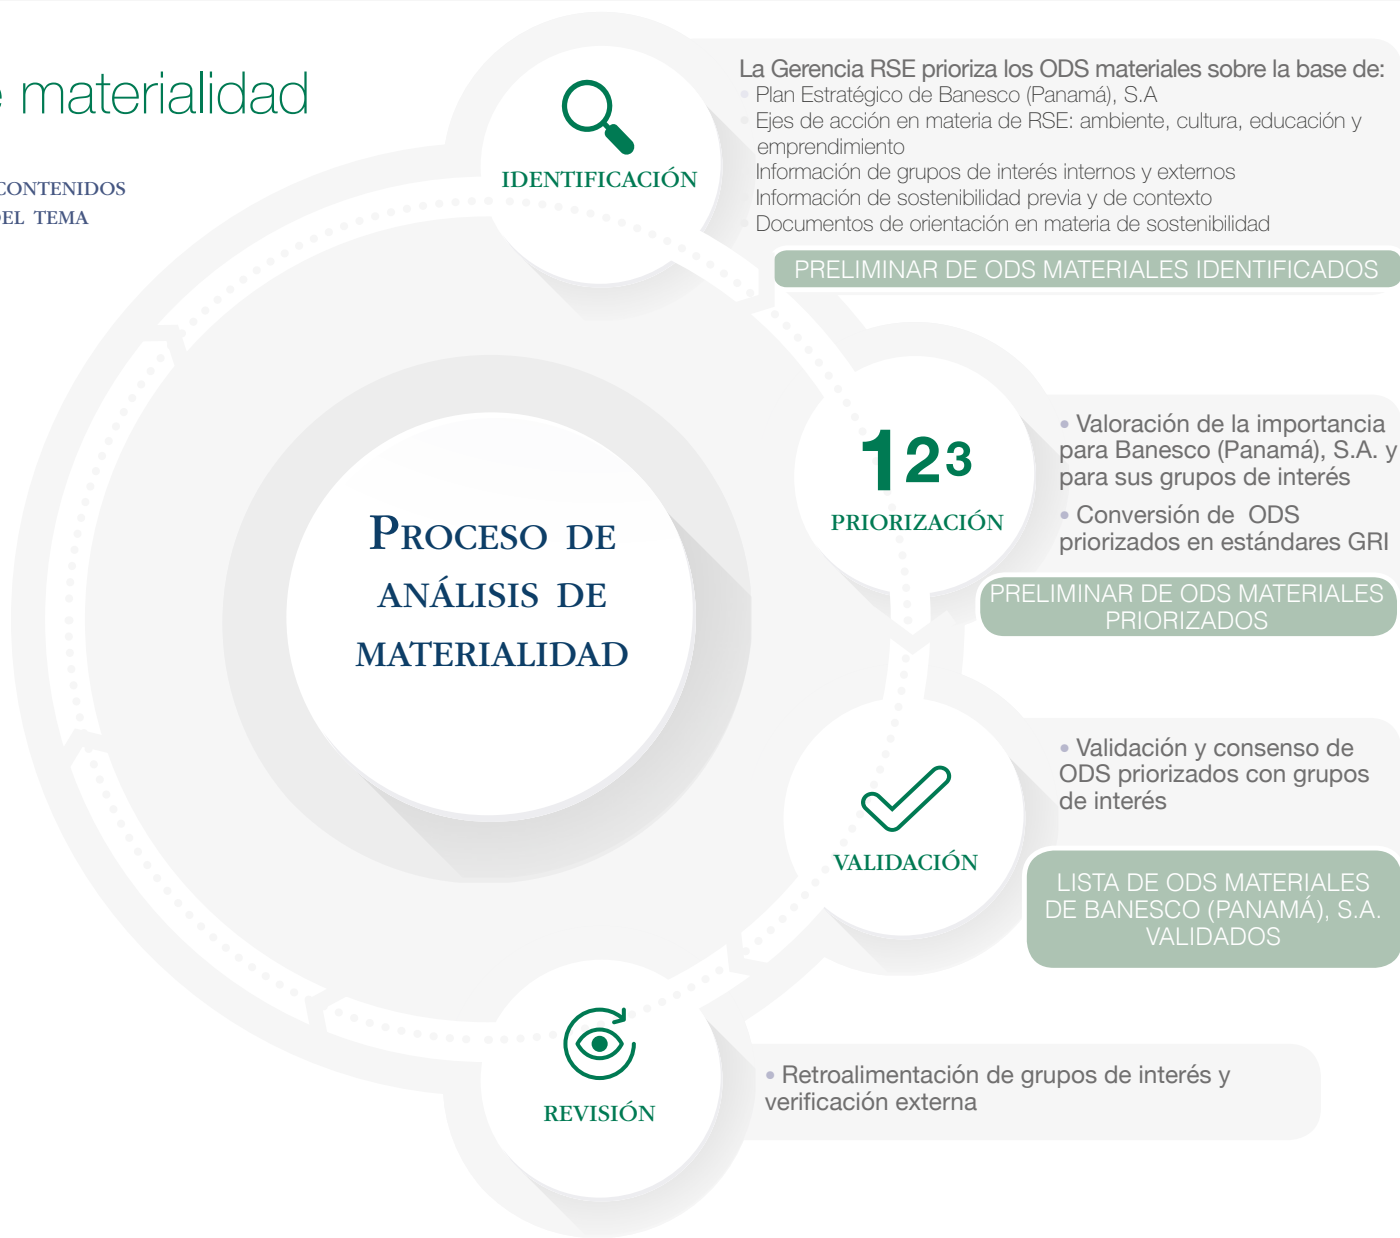 e materialidad
CONTENIDOS
DEL TEMA
IDENTIFICACIÓN
La Gerencia RSE prioriza los ODS materiales sobre la base de:
• Plan Estratégico de Banesco (Panamá), S.A
• Ejes de acción en materia de RSE: ambiente, cultura, educación y
emprendimiento
Información de grupos de interés internos y externos
Información de sostenibilidad previa y de contexto
• Documentos de orientación en materia de sostenibilidad
PRELIMINAR DE ODS MATERIALES IDENTIFICADOS
123
PRIORIZACIÓN
• Valoración de la importancia
para Banesco (Panamá), S.A. y
para sus grupos de interés
• Conversión de ODS
priorizados en estándares GRI
PRELIMINAR DE ODS MATERIALES
PRIORIZADOS
PROCESO DE
ANÁLISIS DE
MATERIALIDAD
VALIDACIÓN
• Validación y consenso de
ODS priorizados con grupos
de interés
LISTA DE ODS MATERIALES
DE BANESCO (PANAMÁ), S.A.
VALIDADOS
REVISIÓN
• Retroalimentación de grupos de interés y
verificación externa